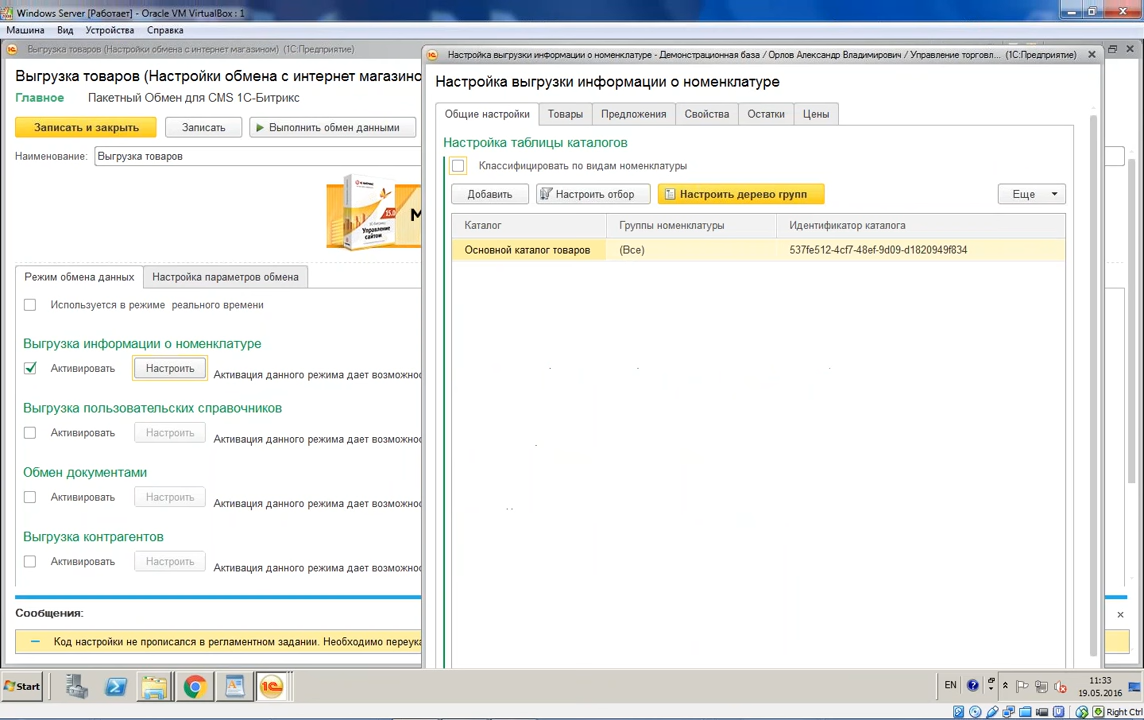 Windows Server [Работает] - Oracle VM VirtualBox : 1
Машина Вид Устройства Справка
Выгрузка товаров (Настройки обмена с интернет магазином) (1С:Предприятие)
Выгрузка товаров (Настройки обмена с интернет магазино
Главное Пакетный Обмен для CMS 1С-Битрикс
Записать и закрыть Записать Выполнить обмен данными
Наименование: Выгрузка товаров
Управление
сайтом
М
Режим обмена данных Настройка параметров обмена
Используется в режиме реального времени
Выгрузка информации о номенклатуре
Активировать Настроить Активация данного режима дает возможнос
Выгрузка пользовательских справочников
Активировать Настроить Активация данного режима дает возможнос
Обмен документами
Активировать Настроить Активация данного режима дает возможнос
Выгрузка контрагентов
Активировать Настроить Активация данного режима дает возможнос
Сообщения:
Код настройки не прописался в регламентном задании. Необходимо переука
Настройка выгрузки информации о номенклатуре - Демонстрационная база / Орлов Александр Владимирович / Управление торговл... (1С:Предприятие)
Настройка выгрузки информации о номенклатуре
Общие настройки Товары Предложения Свойства Остатки Цены
Настройка таблицы каталогов
Классифицировать по видам номенклатуры
Добавить Настроить отбор Настроить дерево групп Еще
Каталог Группы номенклатуры Идентификатор каталога
Основной каталог товаров (Все) 537fe512-4cf7-48ef-9d09-d1820949f834
Start
EN 11:33
19.05.2016
Right Ctrl